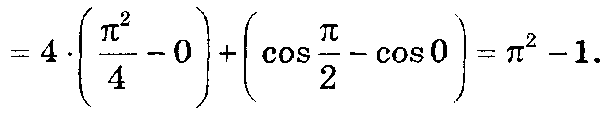 = 4 · (π²/4 − 0) + (cos π/2 − cos 0) = π² − 1.